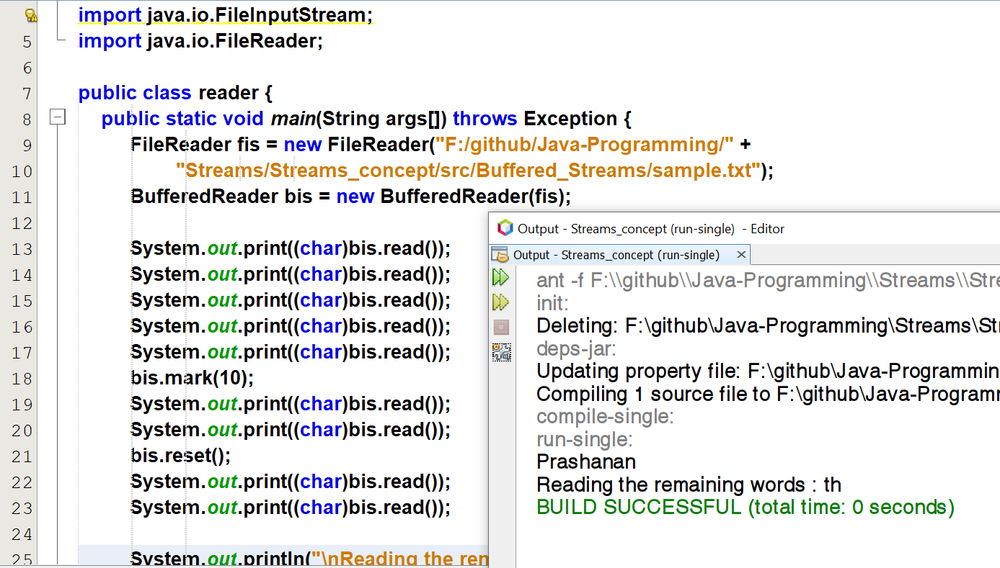 import java.io.FileInputStream;
5 import java.io.FileReader;
6
7 public class reader {
8 public static void main(String args[]) throws Exception {
9 FileReader fis = new FileReader("F:/github/Java-Programming/" +
10 "Streams/Streams_concept/src/Buffered_Streams/sample.txt");
11 BufferedReader bis = new BufferedReader(fis);
12
13 System.out.print((char)bis.read());
14 System.out.print((char)bis.read());
15 System.out.print((char)bis.read());
16 System.out.print((char)bis.read());
17 System.out.print((char)bis.read());
18 bis.mark(10);
19 System.out.print((char)bis.read());
20 System.out.print((char)bis.read());
21 bis.reset();
22 System.out.print((char)bis.read());
23 System.out.print((char)bis.read());
24
25 System.out.println("\nReading the ren
Output - Streams_concept (run-single) - Editor
Output - Streams_concept (run-single)
ant -f F:\\github\\Java-Programming\\Streams\\Stre
init:
Deleting: F:\github\Java-Programming\Streams\St
deps-jar:
Updating property file: F:\github\Java-Programmin
Compiling 1 source file to F:\github\Java-Program
compile-single:
run-single:
Prashanan
Reading the remaining words : th
BUILD SUCCESSFUL (total time: 0 seconds)